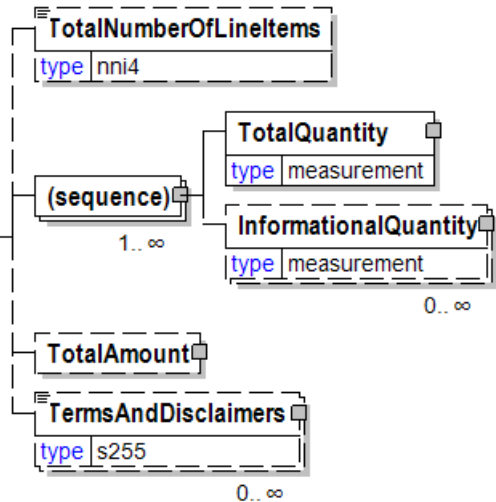 TotalNumberOfLineItems
type nni4
(sequence)
1.. ∞
TotalQuantity
type measurement
InformationalQuantity
type measurement
0.. ∞
TotalAmount
TermsAndDisclaimers
type s255
0.. ∞